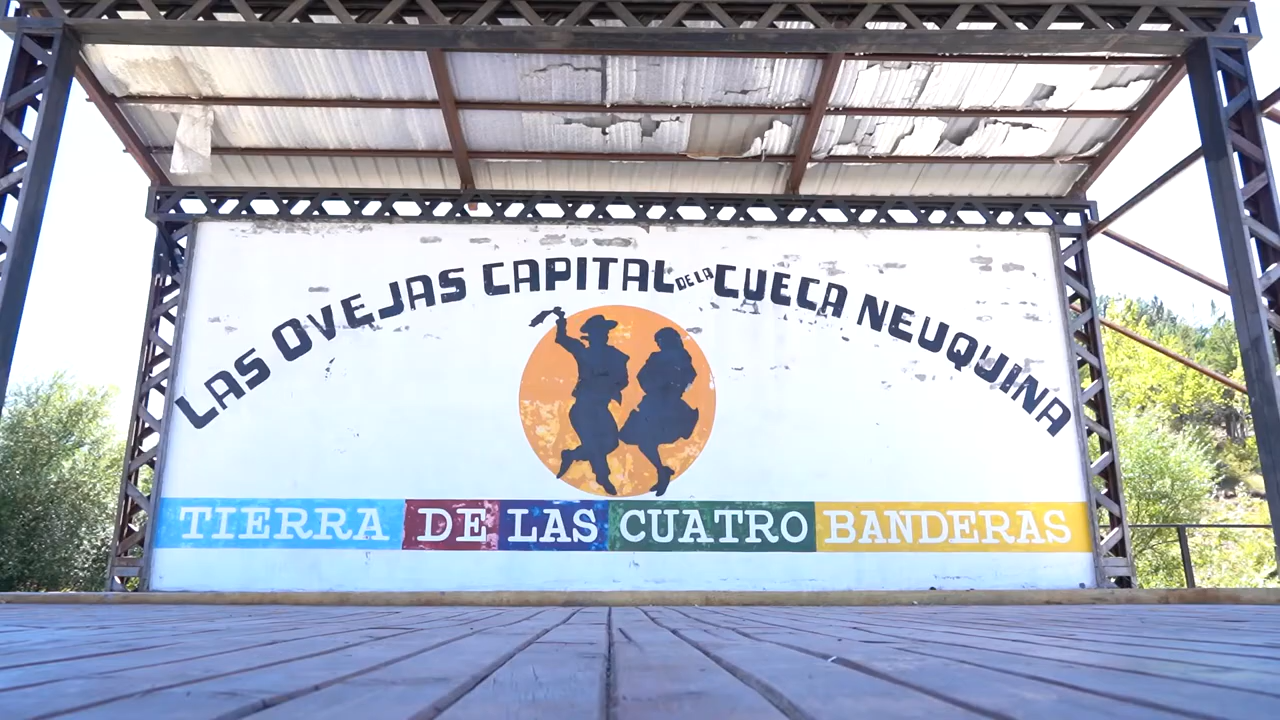 LAS OVEJAS CAPITAL DE LA CUECA NEUQUINA
TIERRA DE LAS CUATRO BANDERAS